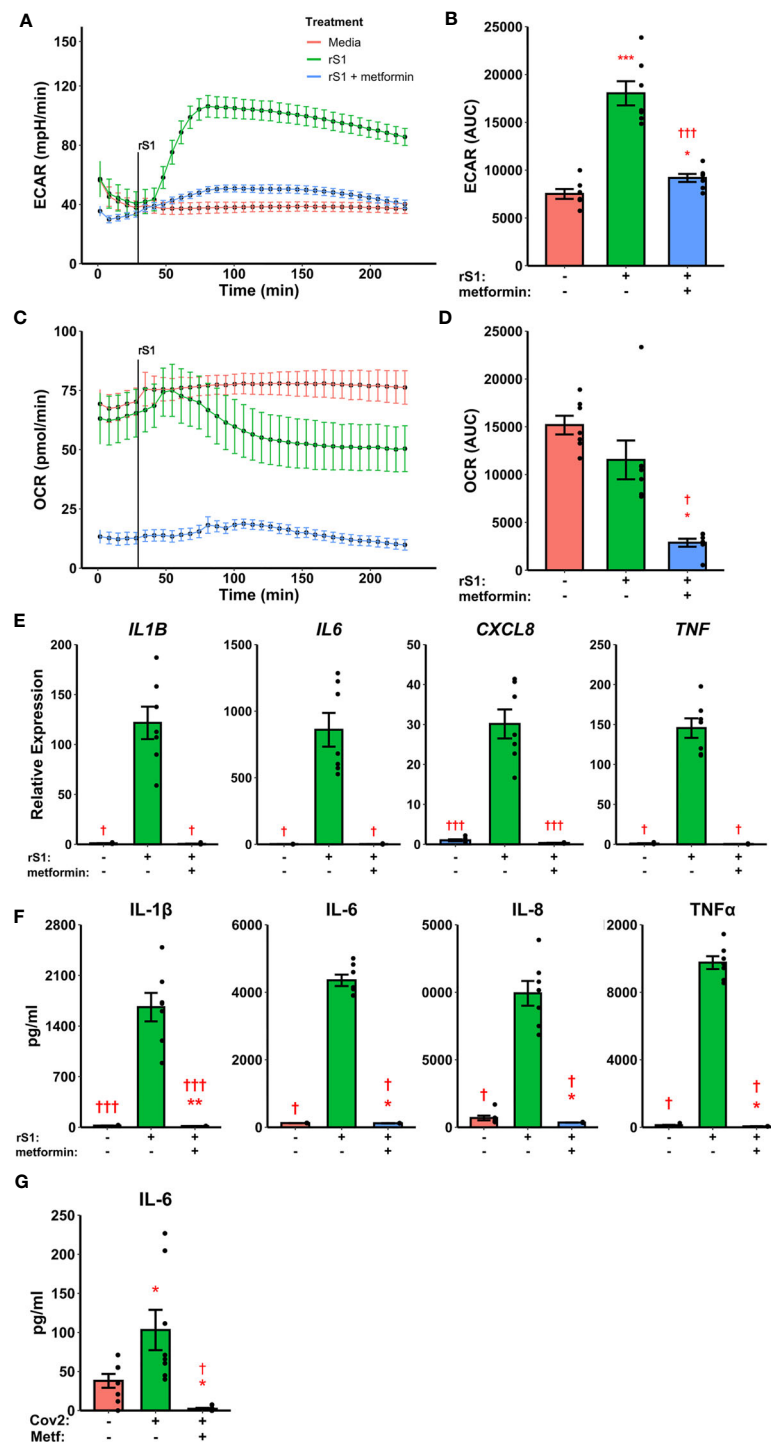 A
Treatment
Media
rS1
rS1 + metformin
rS1
ECAR (mpH/min)
160
120
80
40
0
0 50 100 150 200
Time (min)
B
ECAR (AUC)
25000
20000
15000
10000
5000
0
***
†††
*
rS1: - + +
metformin: - - +
C
rS1
OCR (pmol/min)
100
75
50
25
0
0 50 100 150 200
Time (min)
D
OCR (AUC)
25000
20000
15000
10000
5000
0
†
*
rS1: - + +
metformin: - - +
E
IL1B IL6 CXCL8 TNF
Relative Expression
200
150
100
50
0
† †
1500
1000
500
0
† †
50
40
30
20
10
0
††† †††
250
200
150
100
50
0
† †
rS1: - + + - + + - + + - + +
metformin: - - + - - + - - + - - +
F
IL-1β IL-6 IL-8 TNFα
pg/ml
2800
2100
1400
700
0
††† †††
**
6000
4000
2000
0
† †
*
0000
0000
5000
0
† †
*
2000
8000
4000
0
† †
*
rS1: - + + - + + - + + - + +
metformin: - - + - - + - - + - - +
G
IL-6
pg/ml
250
200
150
100
50
0
*
†
*
Cov2: - + +
Metf: - - +